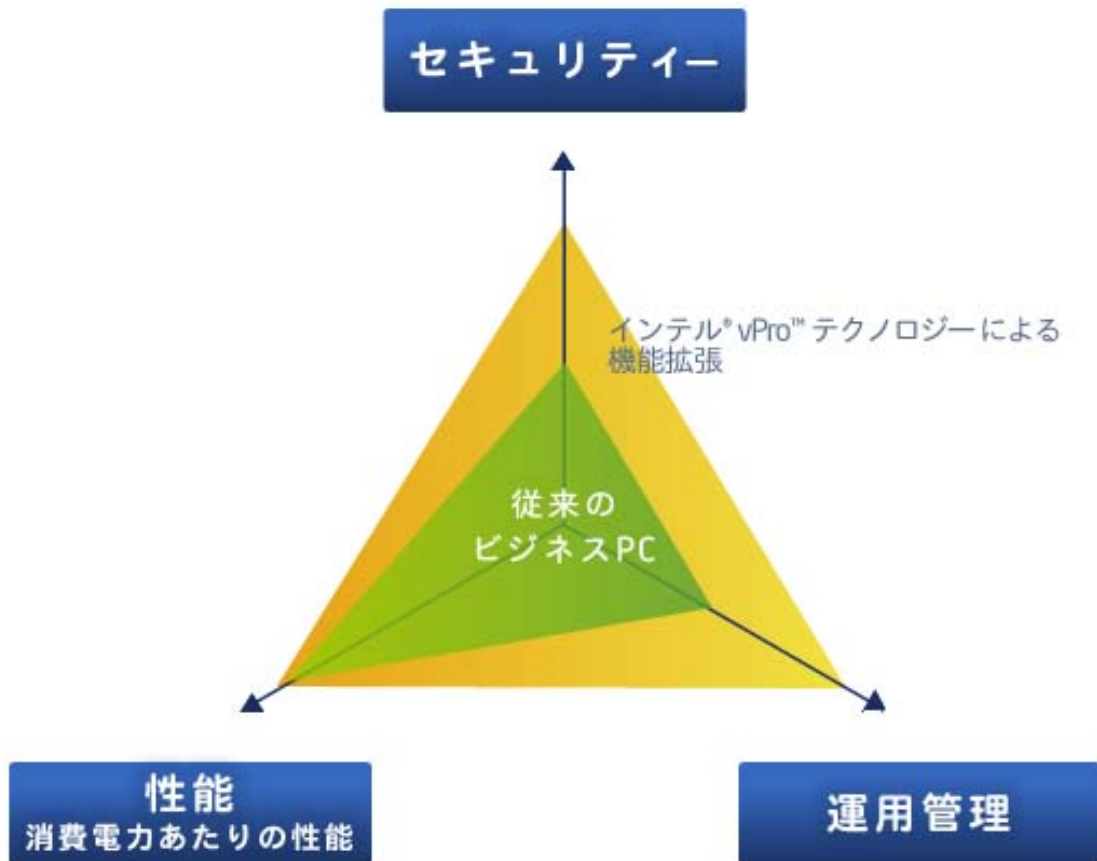 セキュリティー
インテル® vPro™ テクノロジーによる
機能拡張
従来の
ビジネスPC
性能
消費電力あたりの性能
運用管理